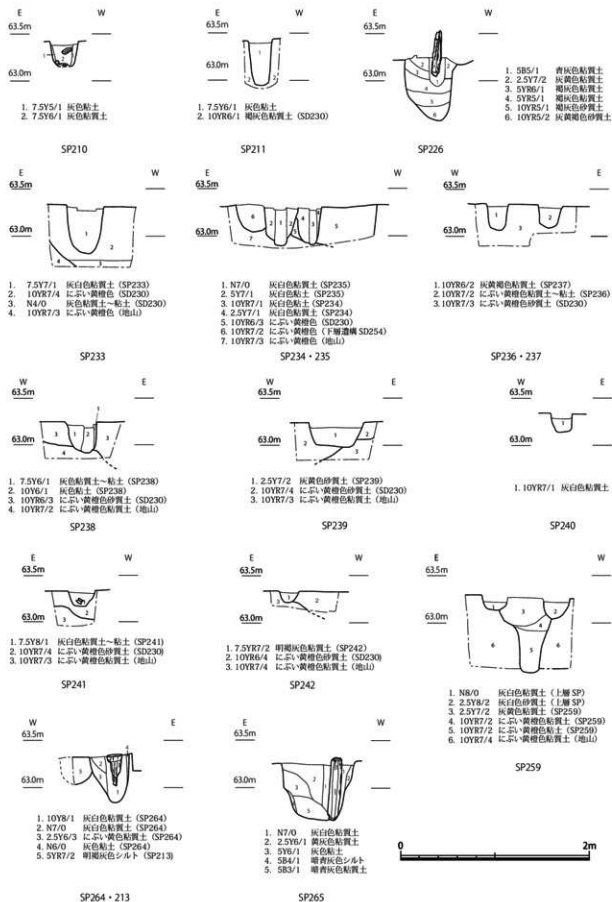 E W
63.5m
63.0m
1. 7.5Y5/1 灰色粘土
2. 7.5Y6/1 灰色粘質土
SP210
E W
63.5m
63.0m
1. 7.5Y6/1 灰色粘土
2. 10YR6/1 褐灰色粘質土 (SD230)
SP211
E W
63.5m
63.0m
1. 5B5/1 青灰色粘土
2. 2.5Y7/2 灰黄色粘質土
3. 5YR6/1 褐灰色粘質土
4. 5YR5/1 褐灰色粘質土
5. 10YR5/1 褐灰色砂質土
6. 10YR5/2 灰黄褐色砂質土
SP226
E W
63.5m
63.0m
1. 7.5Y7/1 灰白色粘質土 (SP233)
2. 10YR7/4 にぶい黄橙色 (SD230)
3. N4/0 灰色粘質土~粘土 (SD230)
4. 10YR7/3 にぶい黄橙色 (地山)
SP233
E W
63.5m
63.0m
1. N7/0 灰白色粘質土 (SP235)
2. 5Y7/1 灰白色粘土 (SP235)
3. 10YR7/1 灰白色粘土 (SP234)
4. 2.5Y7/1 灰白色粘質土 (SP234)
5. 10YR6/3 にぶい黄橙色 (SD230)
6. 10YR7/2 にぶい黄橙色 (下層遺構 SD254)
7. 10YR7/3 にぶい黄橙色 (地山)
SP234・235
E W
63.5m
63.0m
1. 10YR6/2 灰黄褐色粘質土 (SP237)
2. 10YR7/2 にぶい黄橙色粘質土~粘土 (SP236)
3. 10YR7/3 にぶい黄橙色砂質土 (SD230)
SP236・237
W E
63.5m
63.0m
1. 7.5Y6/1 灰色粘質土~粘土 (SP238)
2. 10Y6/1 灰色粘土 (SP238)
3. 10YR6/3 にぶい黄橙色砂質土 (SD230)
4. 10YR7/2 にぶい黄橙色粘質土 (地山)
SP238
W E
63.5m
63.0m
1. 2.5Y7/2 灰黄色砂質土 (SP239)
2. 10YR7/4 にぶい黄橙色砂質土 (SD230)
3. 10YR7/3 にぶい黄橙色粘質土 (地山)
SP239
W E
63.5m
63.0m
1. 10YR7/1 灰白色粘質土
SP240
E W
63.5m
63.0m
1. 7.5Y8/1 灰白色粘質土~粘土 (SP241)
2. 10YR7/4 にぶい黄橙色砂質土 (SD230)
3. 10YR7/3 にぶい黄橙色粘質土 (地山)
SP241
E W
63.5m
63.0m
1. 7.5YR7/2 明褐灰色粘質土 (SP242)
2. 10YR6/4 にぶい黄橙色砂質土 (SD230)
3. 10YR7/4 にぶい黄橙色粘質土 (地山)
SP242
E W
63.5m
63.0m
1. N8/0 灰白色粘質土 (上層 SP)
2. 2.5Y8/2 灰白色砂質土 (上層 SP)
3. 2.5Y7/2 灰黄色粘質土 (SP259)
4. 10YR7/2 にぶい黄橙色粘質土 (SP259)
5. 10YR7/2 にぶい黄橙色粘土 (SP259)
6. 10YR7/4 にぶい黄橙色粘質土 (地山)
SP259
W E
63.5m
63.0m
1. 10Y8/1 灰白色粘質土 (SP264)
2. N7/0 灰白色粘質土 (SP264)
3. 2.5Y6/3 にぶい黄色粘質土 (SP264)
4. N6/0 灰色粘土 (SP264)
5. 5YR7/2 明褐灰色シルト (SP213)
SP264・213
E W
63.5m
63.0m
1. N7/0 灰白色粘質土
2. 2.5Y6/1 黄灰色粘質土
3. 5Y6/1 灰色粘土
4. 5B4/1 暗青灰色シルト
5. 5B3/1 暗青灰色粘土
SP265
0 2m